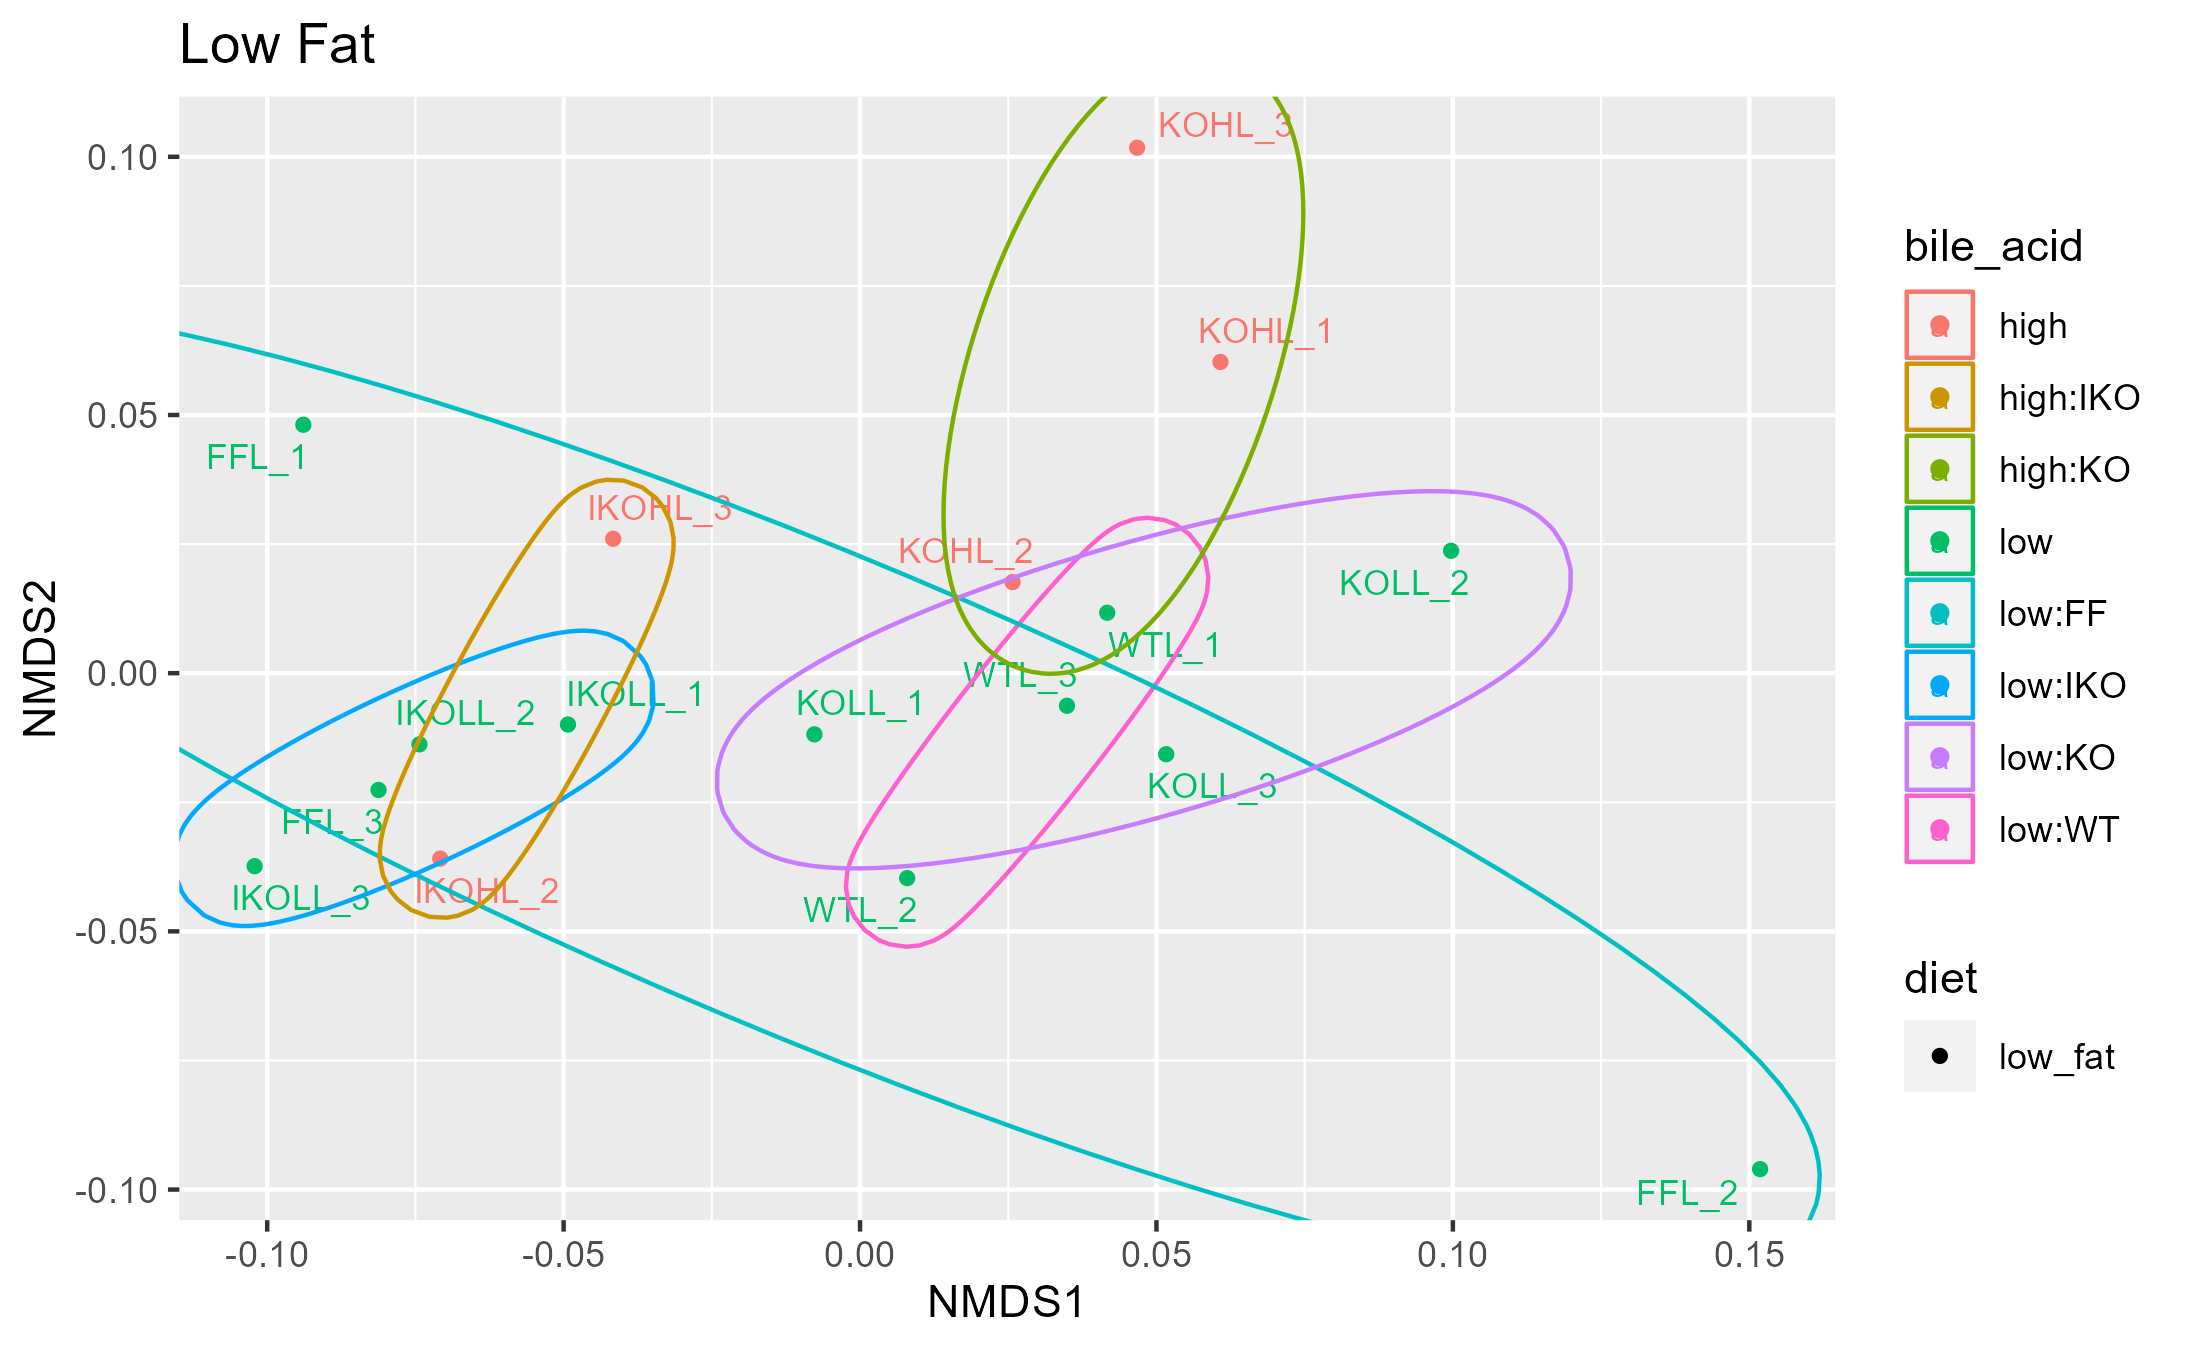 Low Fat
NMDS2
0.10
0.05
0.00
-0.05
-0.10
KOHL_3
KOHL_1
FFL_1
IKOHL_3
KOHL_2
KOLL_2
WTL_1
WTL_3
IKOLL_1
KOLL_1
IKOLL_2
KOLL_3
FFL_3
IKOHL_2
IKOLL_3
WTL_2
FFL_2
-0.10
-0.05
0.00
0.05
0.10
0.15
NMDS1
bile_acid
high
high:IKO
high:KO
low
low:FF
low:IKO
low:KO
low:WT
diet
low_fat